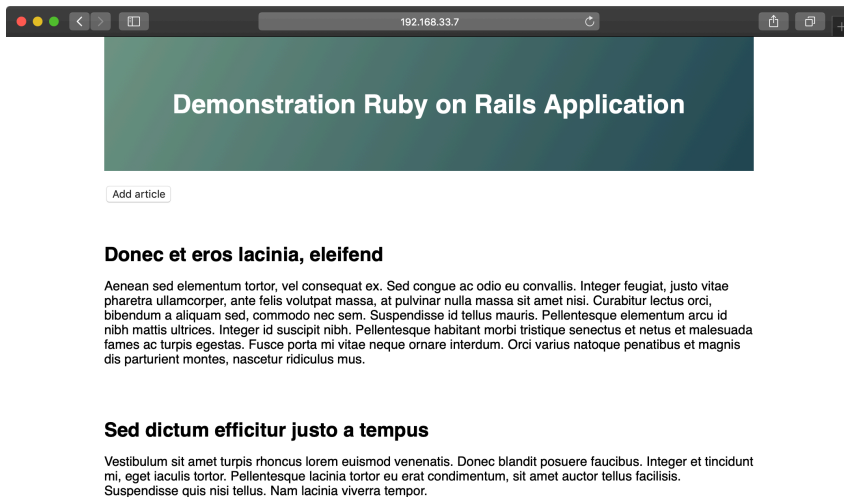 192.168.33.7
Demonstration Ruby on Rails Application
Add article
Donec et eros lacinia, eleifend
Aenean sed elementum tortor, vel consequat ex. Sed congue ac odio eu convallis. Integer feugiat, justo vitae
pharetra ullamcorper, ante felis volutpat massa, at pulvinar nulla massa sit amet nisi. Curabitur lectus orci,
bibendum a aliquam sed, commodo nec sem. Suspendisse id tellus mauris. Pellentesque elementum arcu id
nibh mattis ultrices. Integer id suscipit nibh. Pellentesque habitant morbi tristique senectus et netus et malesuada
fames ac turpis egestas. Fusce porta mi vitae neque ornare interdum. Orci varius natoque penatibus et magnis
dis parturient montes, nascetur ridiculus mus.
Sed dictum efficitur justo a tempus
Vestibulum sit amet turpis rhoncus lorem euismod venenatis. Donec blandit posuere faucibus. Integer et tincidunt
mi, eget iaculis tortor. Pellentesque lacinia tortor eu erat condimentum, sit amet auctor tellus facilisis.
Suspendisse quis nisi tellus. Nam lacinia viverra tempor.